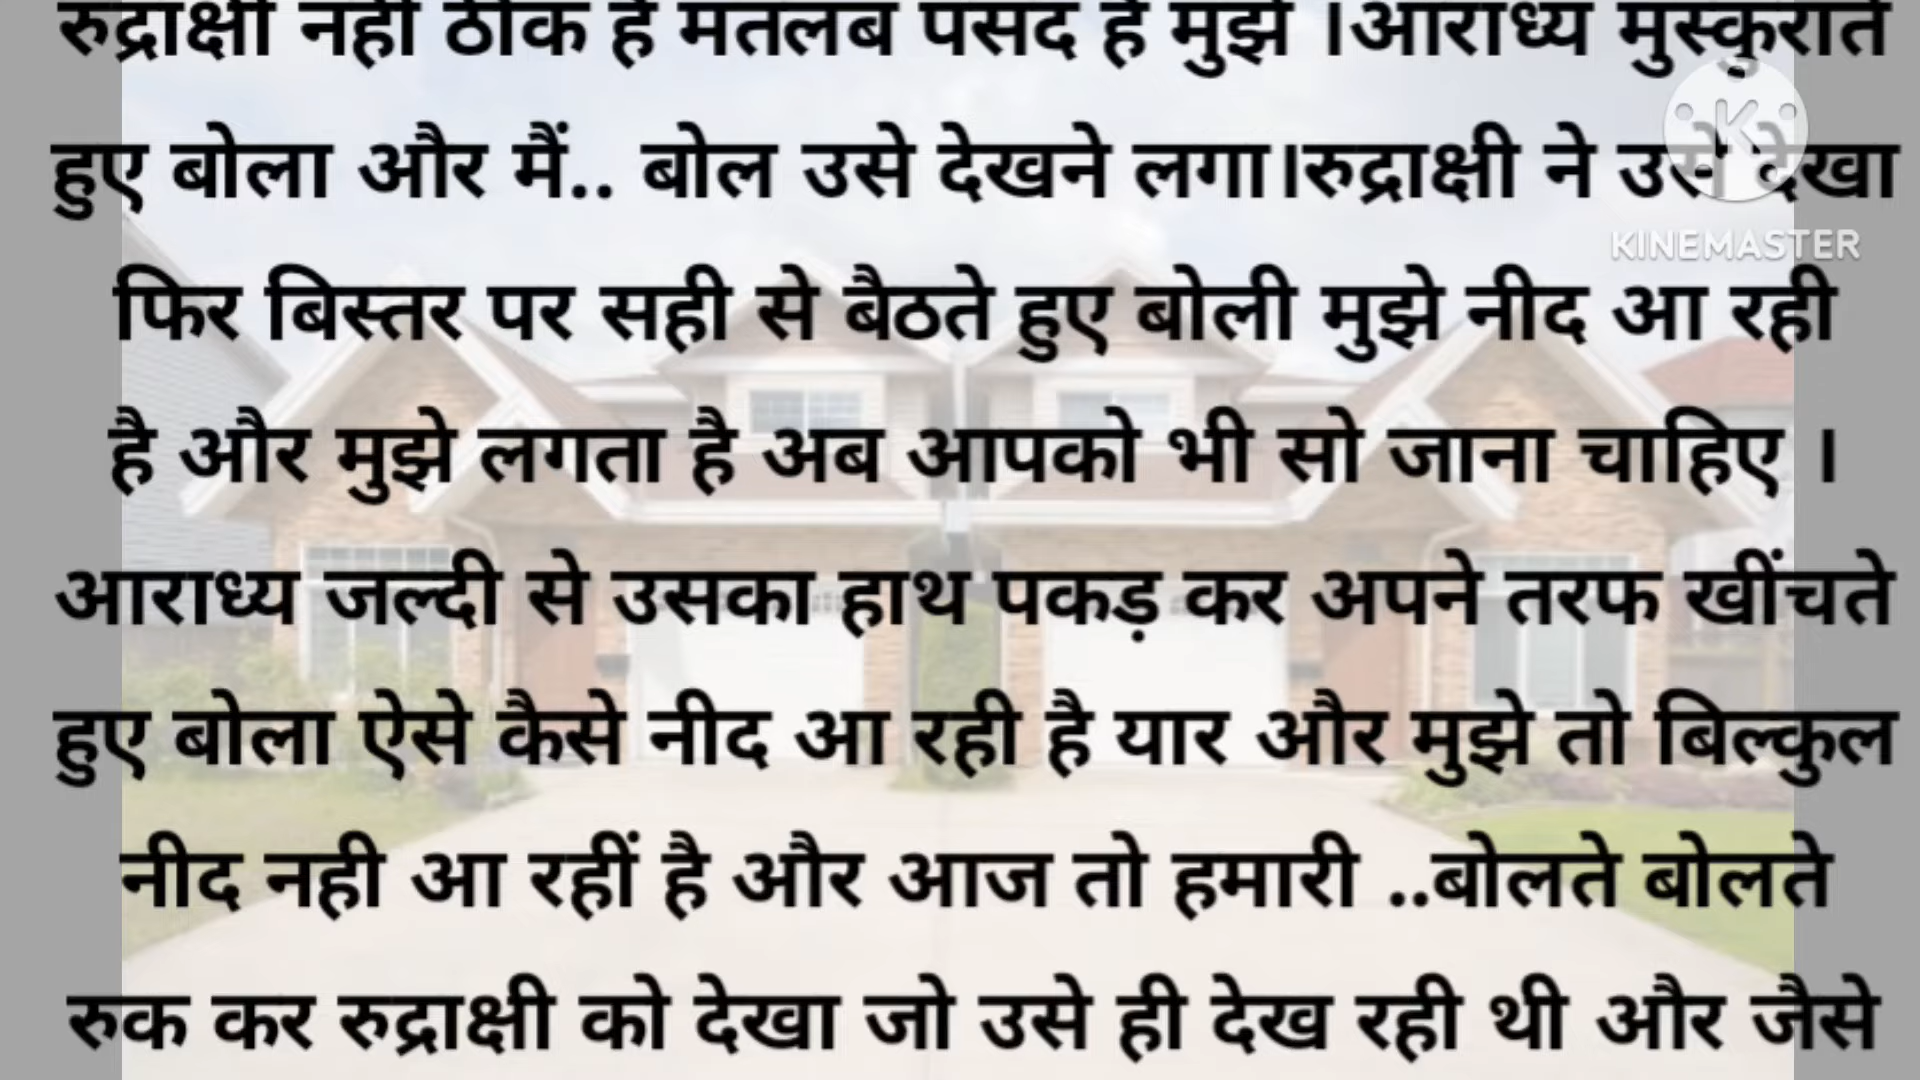 रुद्राक्षी नही ठीक है मतलब पसंद है मुझे ।आराध्य मुस्कुराते
हुए बोला और मैं.. बोल उसे देखने लगा।रुद्राक्षी ने उसे देखा
फिर बिस्तर पर सही से बैठते हुए बोली मुझे नीद आ रही
है और मुझे लगता है अब आपको भी सो जाना चाहिए ।
आराध्य जल्दी से उसका हाथ पकड़ कर अपने तरफ खींचते
हुए बोला ऐसे कैसे नीद आ रही है यार और मुझे तो बिल्कुल
नीद नही आ रहीं है और आज तो हमारी ..बोलते बोलते
रुक कर रुद्राक्षी को देखा जो उसे ही देख रही थी और जैसे
K
KINEMASTER